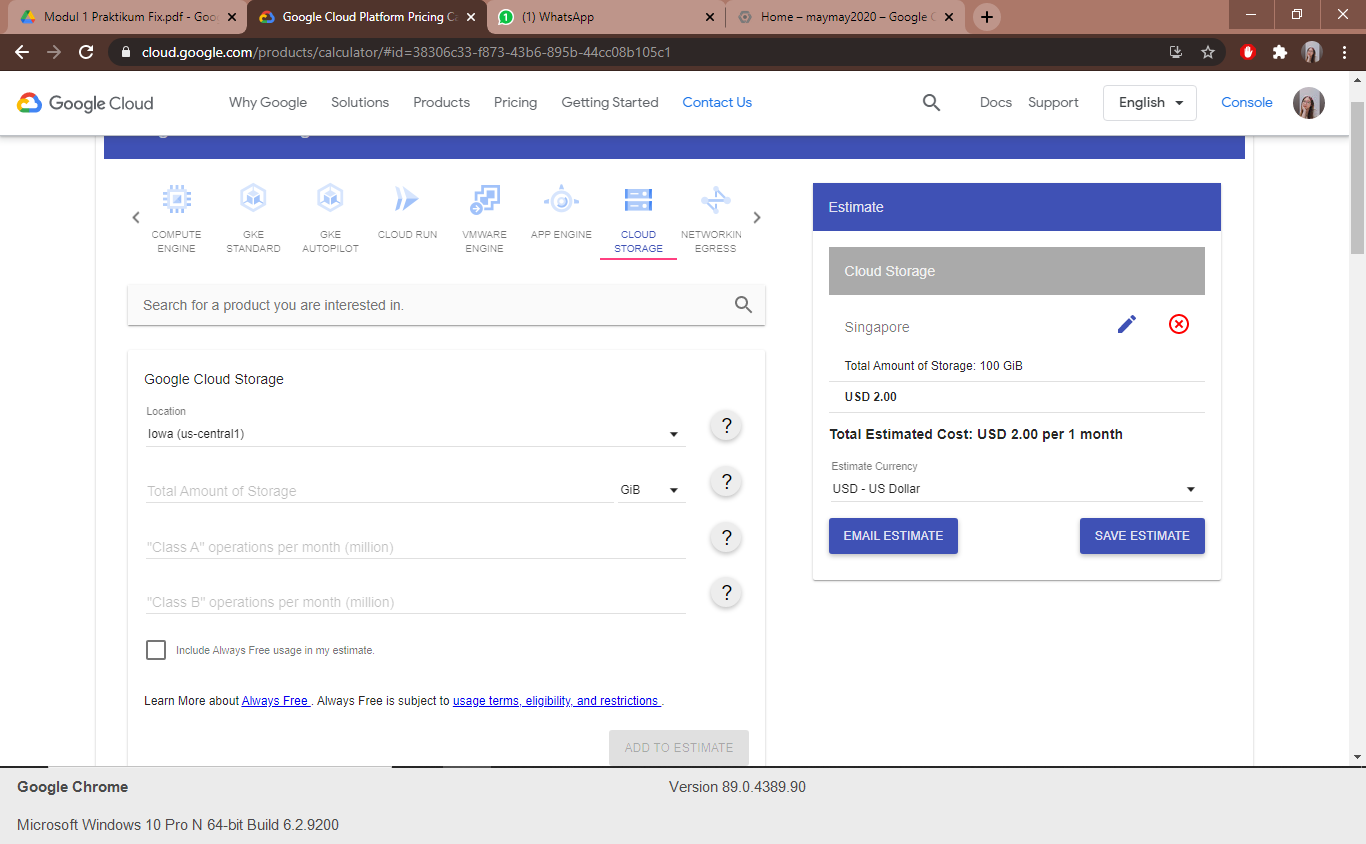 Modul 1 Praktikum Fix.pdf - Goo
Google Cloud Platform Pricing Ca
(1) WhatsApp
Home – maymay2020 – Google C
cloud.google.com/products/calculator/#id=38306c33-f873-43b6-895b-44cc08b105c1
Google Cloud
Why Google
Solutions
Products
Pricing
Getting Started
Contact Us
Docs
Support
English
Console
COMPUTE
ENGINE
GKE
STANDARD
GKE
AUTOPILOT
CLOUD RUN
VMWARE
ENGINE
APP ENGINE
CLOUD
STORAGE
NETWORKIN
EGRESS
Search for a product you are interested in.
Google Cloud Storage
Location
Iowa (us-central1)
?
Total Amount of Storage
GiB
?
"Class A" operations per month (million)
?
"Class B" operations per month (million)
?
Include Always Free usage in my estimate.
Learn More about Always Free . Always Free is subject to usage terms, eligibility, and restrictions .
ADD TO ESTIMATE
Estimate
Cloud Storage
Singapore
Total Amount of Storage: 100 GiB
USD 2.00
Total Estimated Cost: USD 2.00 per 1 month
Estimate Currency
USD - US Dollar
EMAIL ESTIMATE
SAVE ESTIMATE
Google Chrome
Version 89.0.4389.90
Microsoft Windows 10 Pro N 64-bit Build 6.2.9200